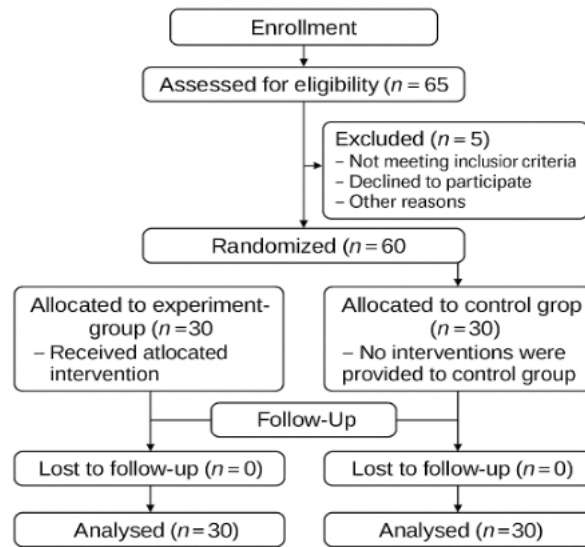 Enrollment
Assessed for eligibility (n = 65
Excluded (n = 5)
– Not meeting inclusior criteria
– Declined to participate
– Other reasons
Randomized (n = 60
Allocated to experiment-
group (n = 30
– Received atlocated
intervention
Allocated to control grop
(n = 30)
– No interventions were
provided to control group
Follow-Up
Lost to follow-up (n = 0)
Lost to follow-up (n = 0)
Analysed (n = 30)
Analysed (n = 30)